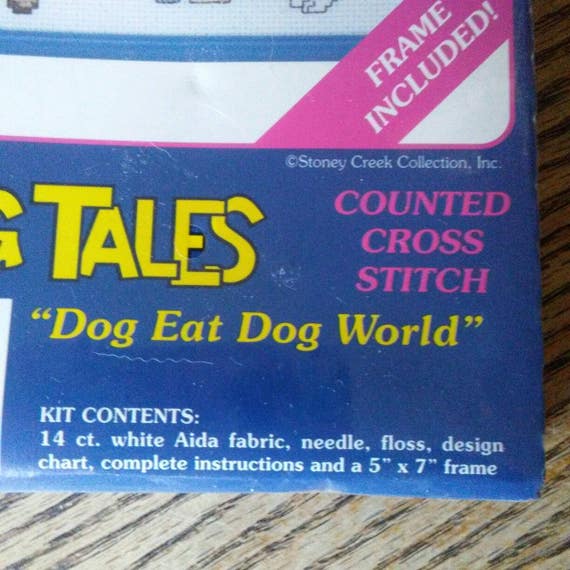 FRAME
INCLUDED!
©Stoney Creek Collection, Inc.
G TALES
COUNTED
CROSS
STITCH
“Dog Eat Dog World”
KIT CONTENTS:
14 ct. white Aida fabric, needle, floss, design
chart, complete instructions and a 5” x 7” frame